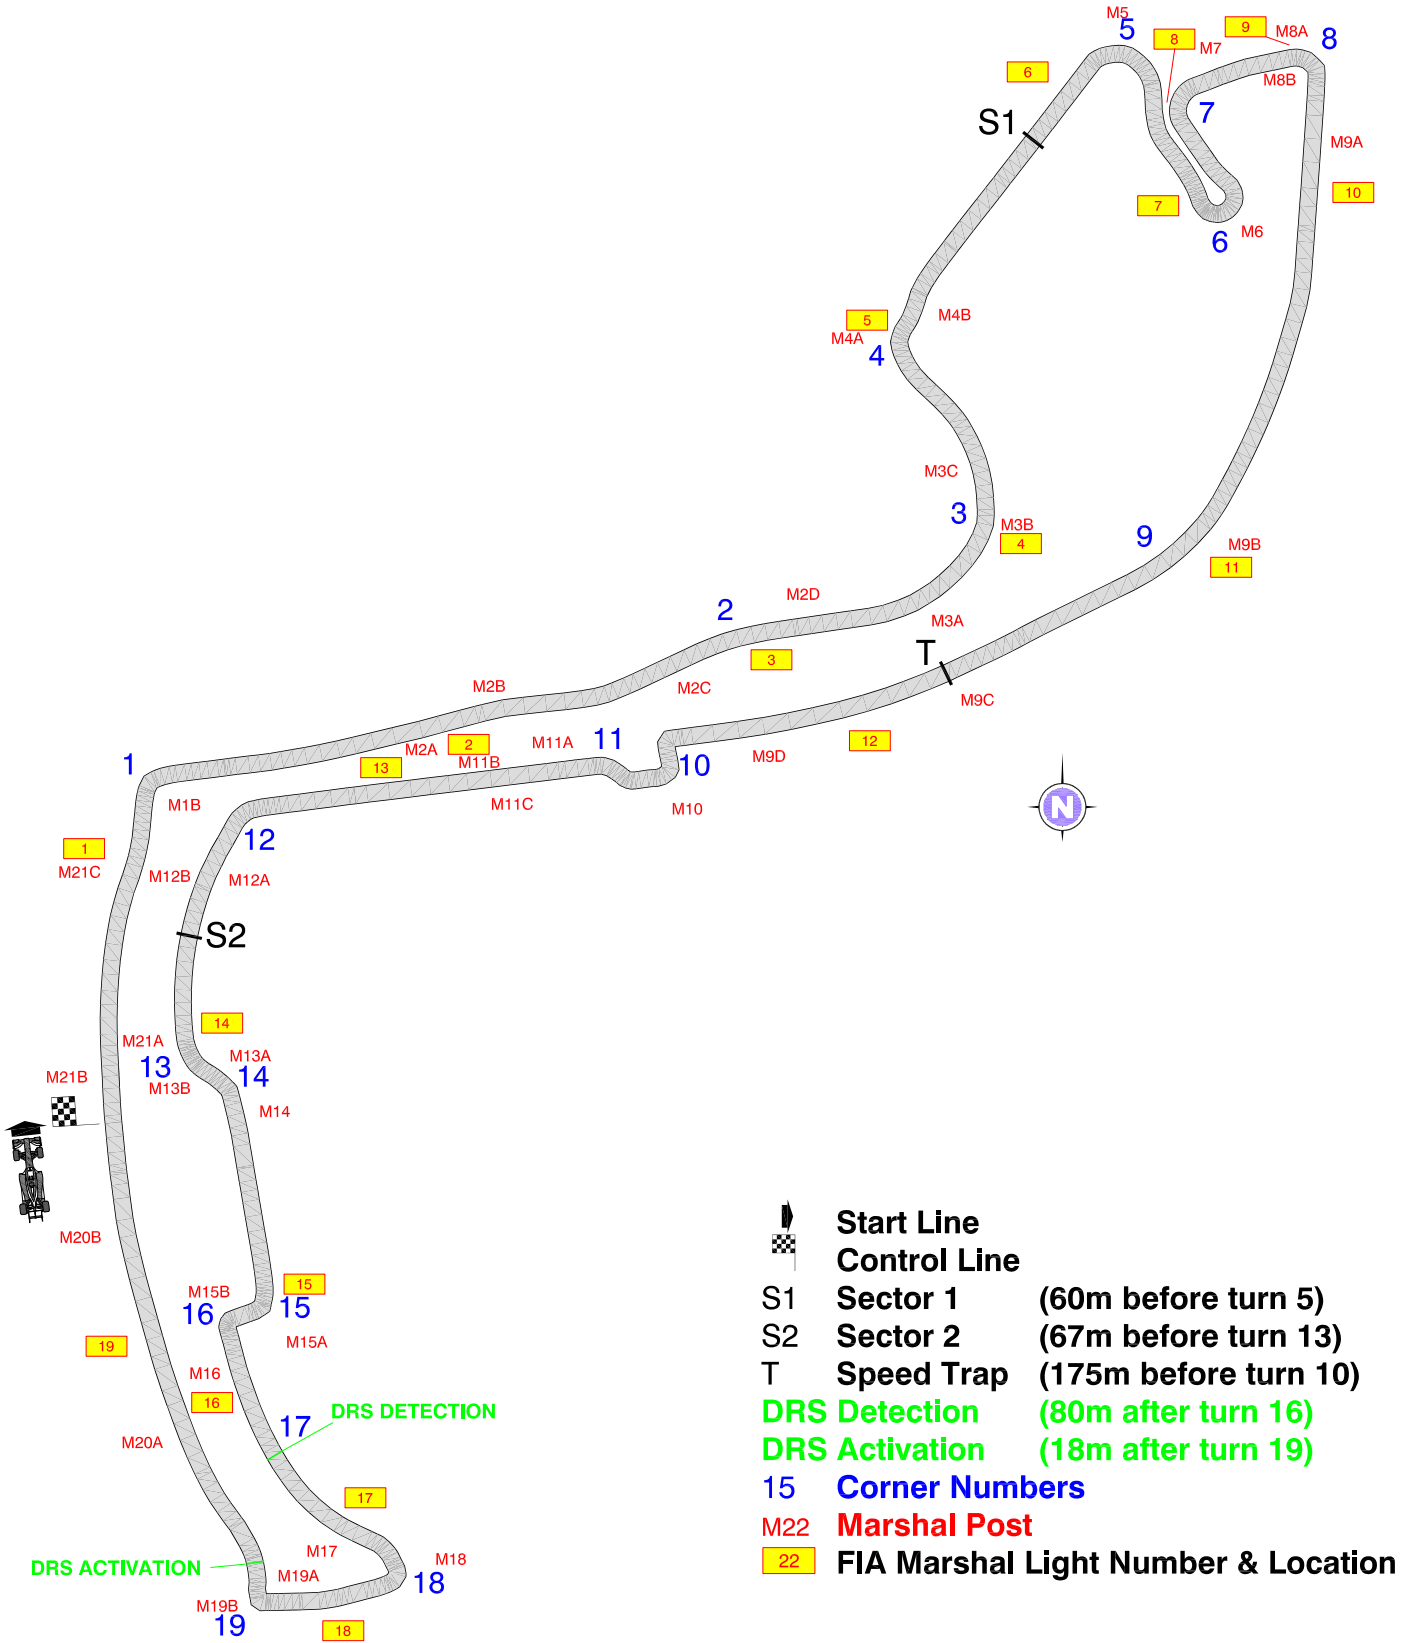 M5
5
8
M7
9
M8A
8
6
M8B
S1
7
M9A
7
10
6
M6
5
M4B
M4A
4
M3C
3
M3B
4
9
M9B
11
2
M2D
M3A
T
3
M2B
M2C
M9C
1
M2A
2
M11A
11
12
13
M11B
10
M9D
M1B
M11C
M10
N
1
12
M21C
M12B
M12A
S2
14
M21A
13
M13A
14
M21B
M13B
M14
M20B
15
M15B
16
15
19
M15A
M16
16
DRS DETECTION
17
M20A
17
M17
M18
DRS ACTIVATION
M19A
18
M19B
19
18
Start Line
Control Line
S1 Sector 1 (60m before turn 5)
S2 Sector 2 (67m before turn 13)
T Speed Trap (175m before turn 10)
DRS Detection (80m after turn 16)
DRS Activation (18m after turn 19)
15 Corner Numbers
M22 Marshal Post
22 FIA Marshal Light Number & Location